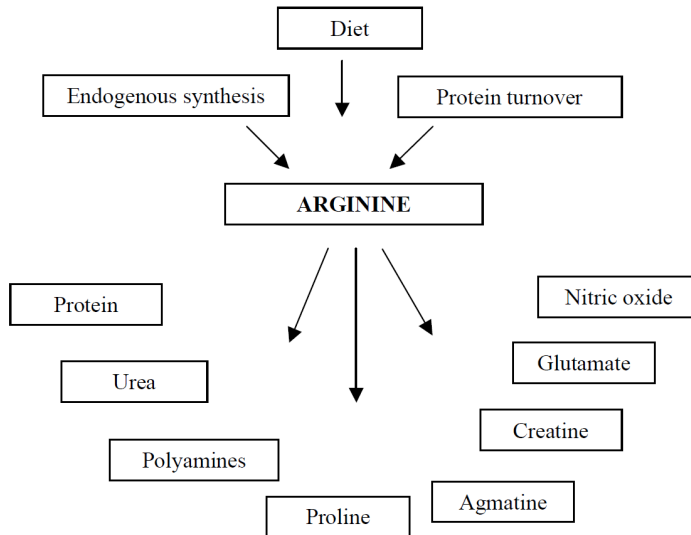 Diet
Endogenous synthesis
Protein turnover
ARGININE
Protein
Nitric oxide
Urea
Glutamate
Polyamines
Creatine
Proline
Agmatine